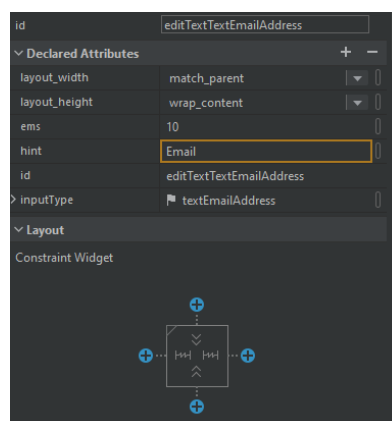 id editTextTextEmailAddress
Declared Attributes + −
layout_width match_parent
layout_height wrap_content
ems 10
hint Email
id editTextTextEmailAddress
inputType textEmailAddress
Layout
Constraint Widget